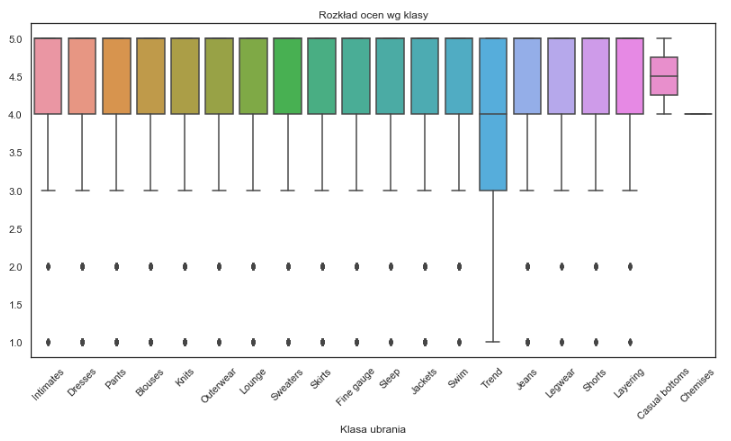 Rozkład ocen wg klasy
5.0
4.5
4.0
3.5
3.0
2.5
2.0
1.5
1.0
Intimates
Dresses
Pants
Blouses
Knits
Outerwear
Lounge
Sweaters
Skirts
Fine gauge
Sleep
Jackets
Swim
Trend
Jeans
Legwear
Shorts
Layering
Casual bottoms
Chemises
Klasa ubrania